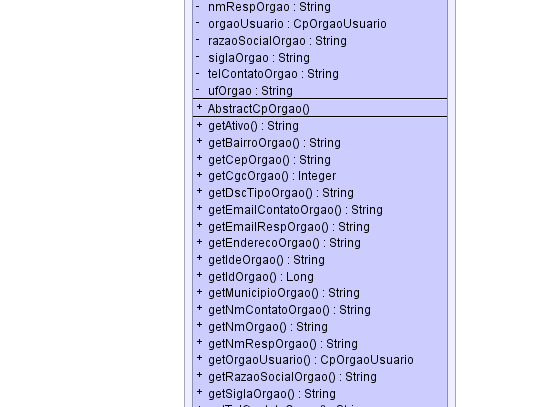 - nmRespOrgao : String
- orgaoUsuario : CpOrgaoUsuario
- razaoSocialOrgao : String
- siglaOrgao : String
- telContatoOrgao : String
- ufOrgao : String
+ AbstractCpOrgao()
+ getAtivo() : String
+ getBairroOrgao() : String
+ getCepOrgao() : String
+ getCgcOrgao() : Integer
+ getDscTipoOrgao() : String
+ getEmailContatoOrgao() : String
+ getEmailRespOrgao() : String
+ getEnderecoOrgao() : String
+ getIdeOrgao() : String
+ getIdOrgao() : Long
+ getMunicipioOrgao() : String
+ getNmContatoOrgao() : String
+ getNmOrgao() : String
+ getNmRespOrgao() : String
+ getOrgaoUsuario() : CpOrgaoUsuario
+ getRazaoSocialOrgao() : String
+ getSiglaOrgao() : String